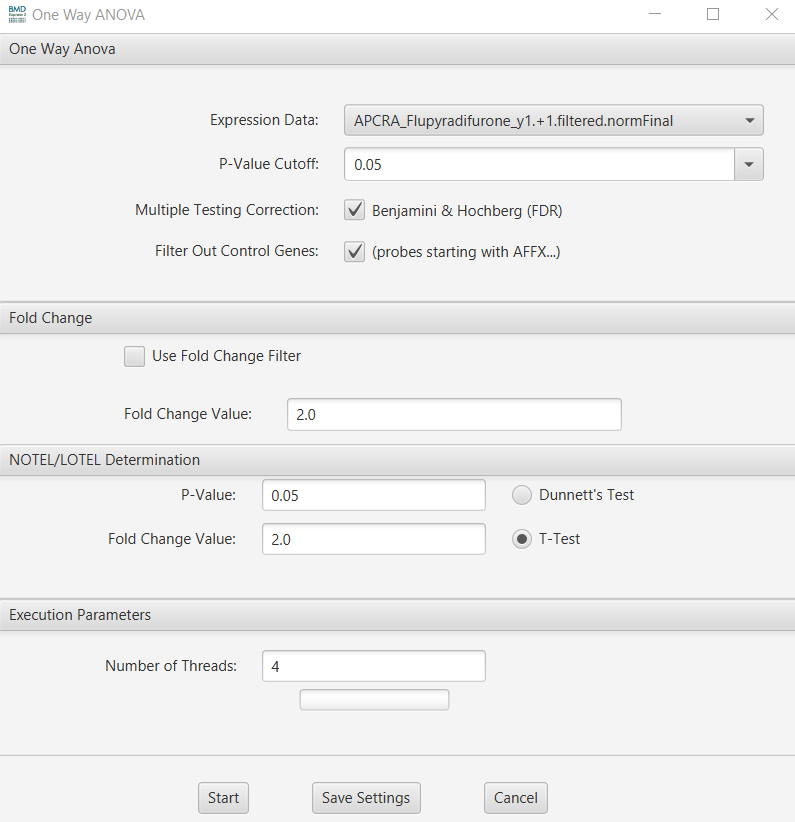 BMD
Express 2
One Way ANOVA
One Way Anova
Expression Data:
APCRA_Flupyradifurone_y1.+1.filtered.normFinal
P-Value Cutoff:
0.05
Multiple Testing Correction:
Benjamini & Hochberg (FDR)
Filter Out Control Genes:
(probes starting with AFFX...)
Fold Change
Use Fold Change Filter
Fold Change Value:
2.0
NOTEL/LOTEL Determination
P-Value:
0.05
Dunnett's Test
Fold Change Value:
2.0
T-Test
Execution Parameters
Number of Threads:
4
Start
Save Settings
Cancel